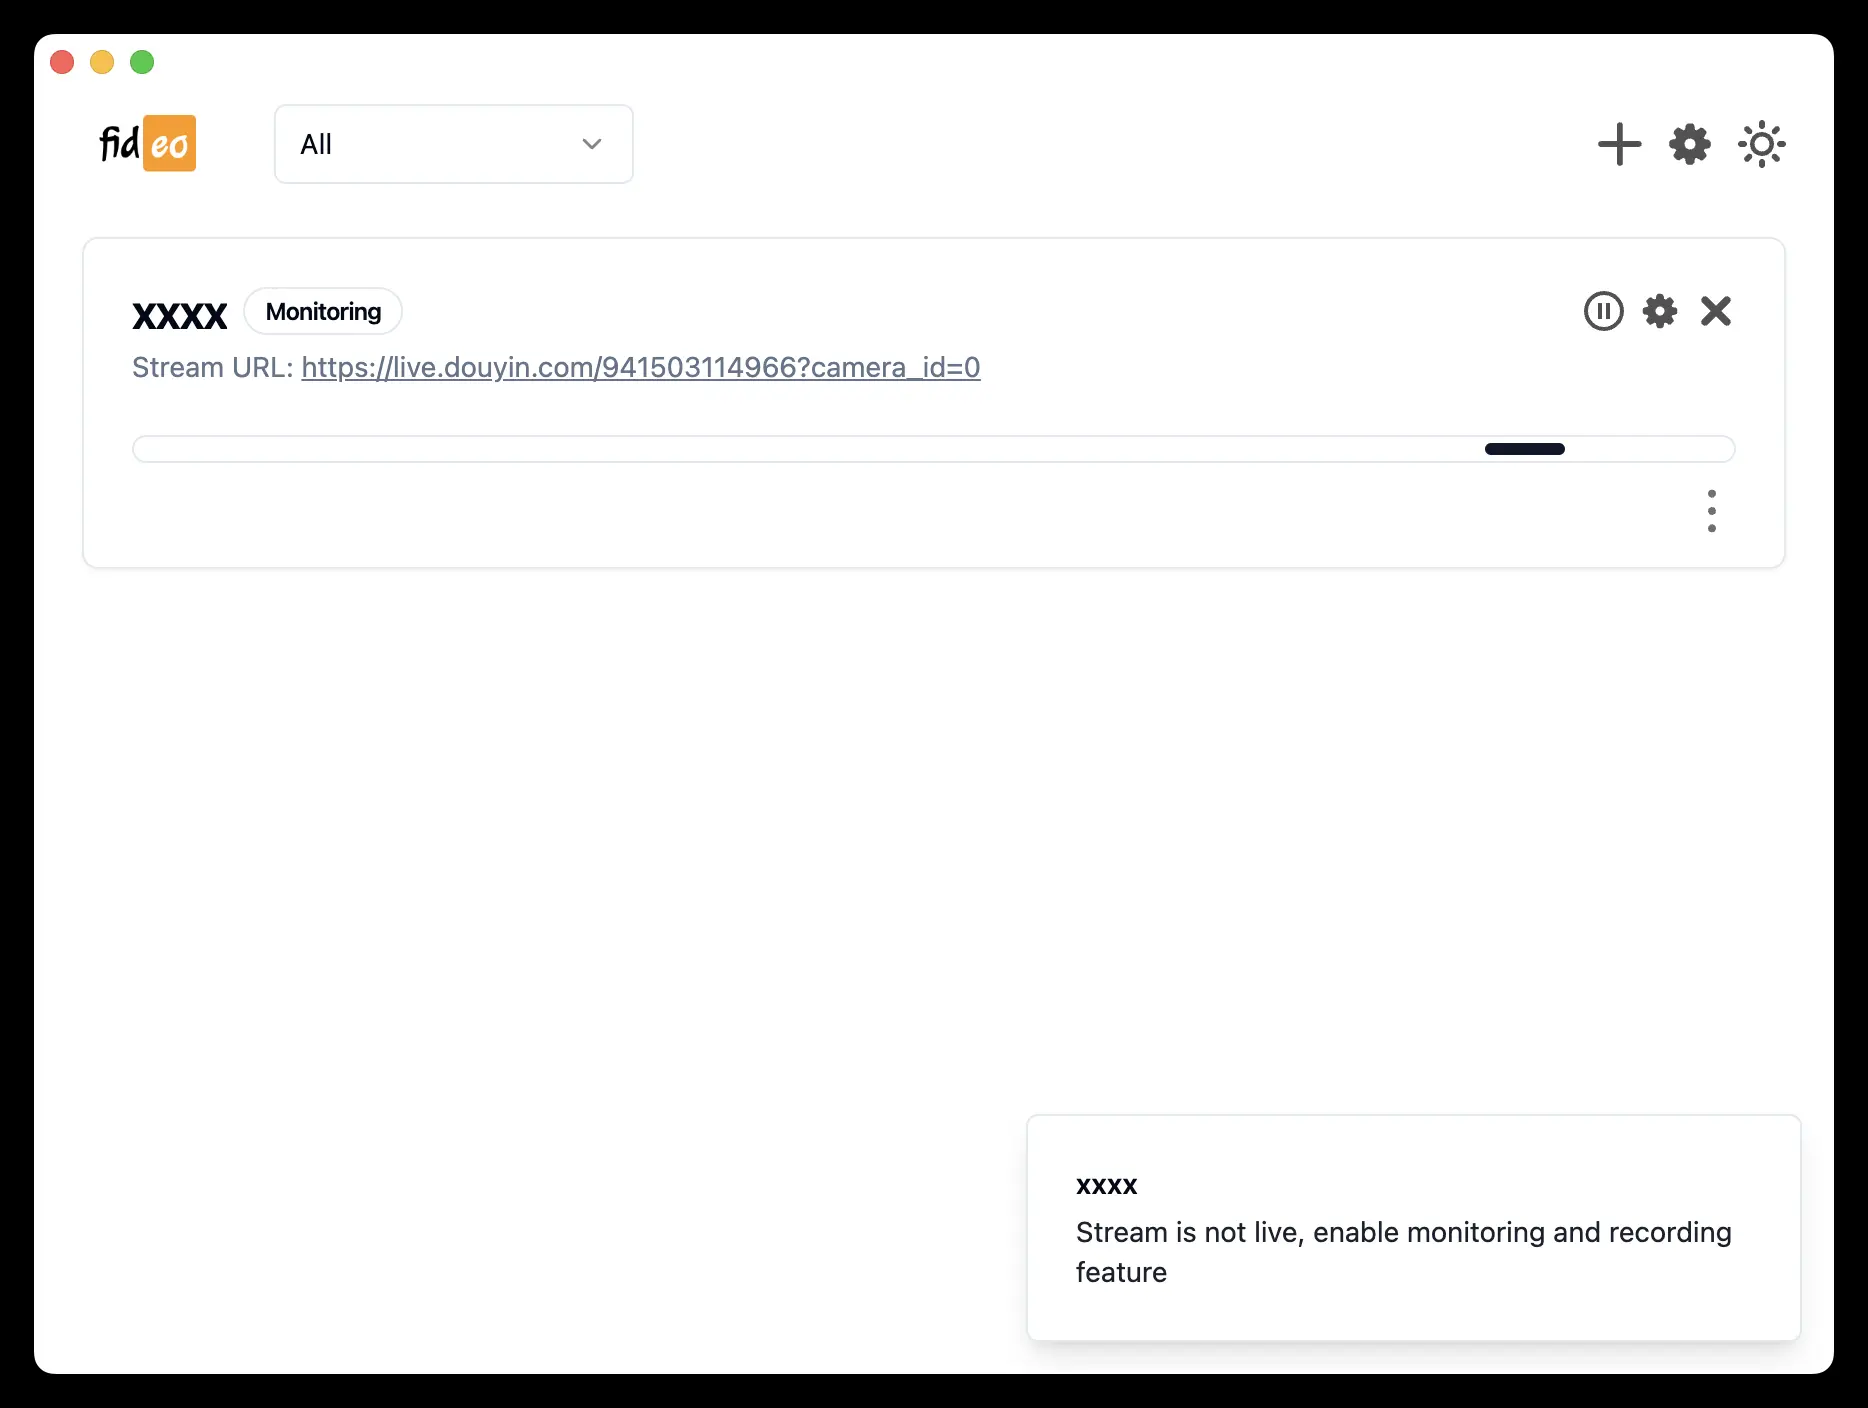 fideo
All
xxxx
Monitoring
Stream URL: https://live.douyin.com/941503114966?camera_id=0
xxxx
Stream is not live, enable monitoring and recording
feature